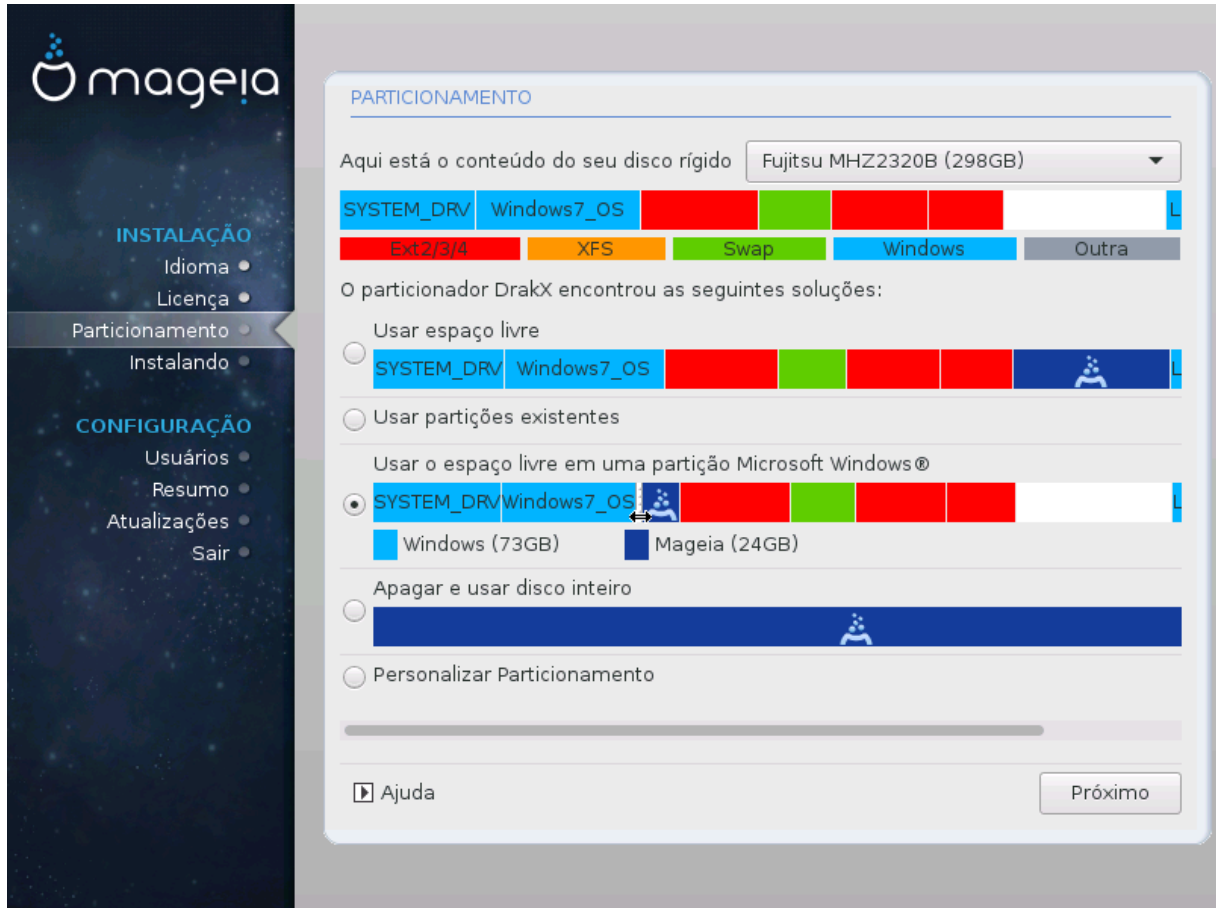 mageia
INSTALAÇÃO
Idioma
Licença
Particionamento
Instalando
CONFIGURAÇÃO
Usuários
Resumo
Atualizações
Sair
PARTICIONAMENTO
Aqui está o conteúdo do seu disco rígido Fujitsu MHZ2320B (298GB)
SYSTEM_DRV Windows7_OS L
Ext2/3/4 XFS Swap Windows Outra
O particionador DrakX encontrou as seguintes soluções:
Usar espaço livre
SYSTEM_DRV Windows7_OS L
Usar partições existentes
Usar o espaço livre em uma partição Microsoft Windows®
SYSTEM_DRV Windows7_OS L
Windows (73GB) Mageia (24GB)
Apagar e usar disco inteiro
Personalizar Particionamento
Ajuda Próximo